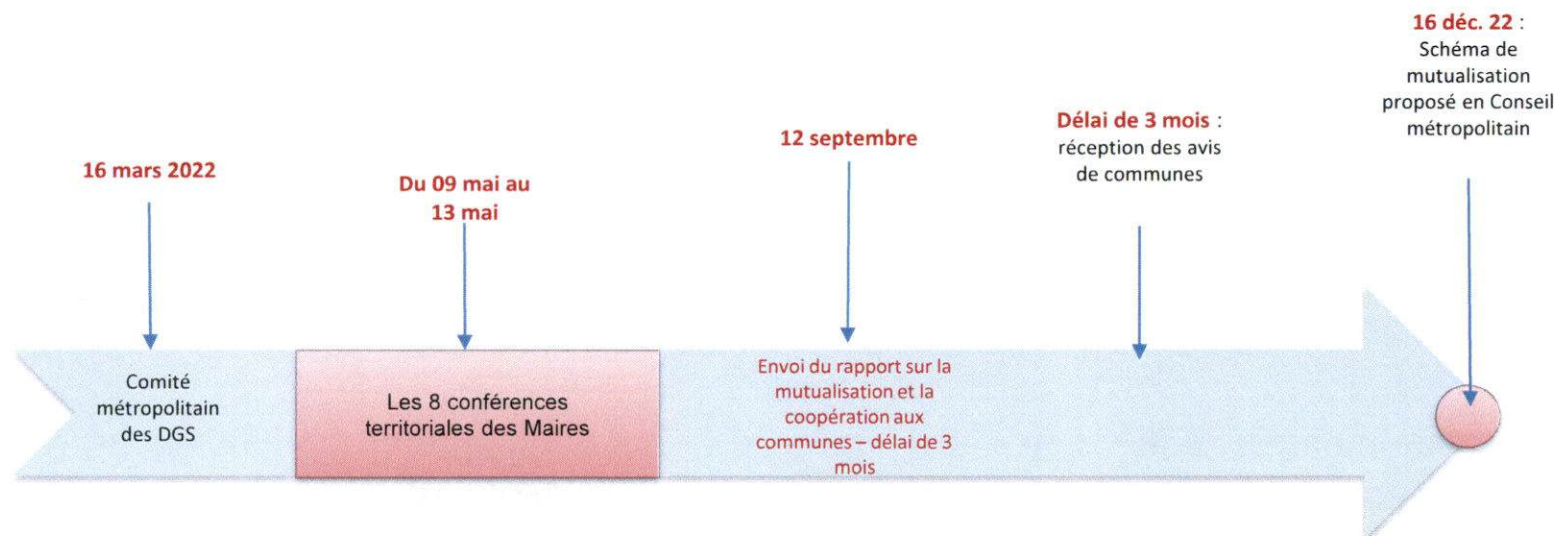 16 mars 2022
Comité
métropolitain
des DGS
Du 09 mai au
13 mai
Les 8 conférences
territoriales des Maires
12 septembre
Envoi du rapport sur la
mutualisation et la
coopération aux
communes – délai de 3
mois
Délai de 3 mois :
réception des avis
de communes
16 déc. 22 :
Schéma de
mutualisation
proposé en Conseil
métropolitain